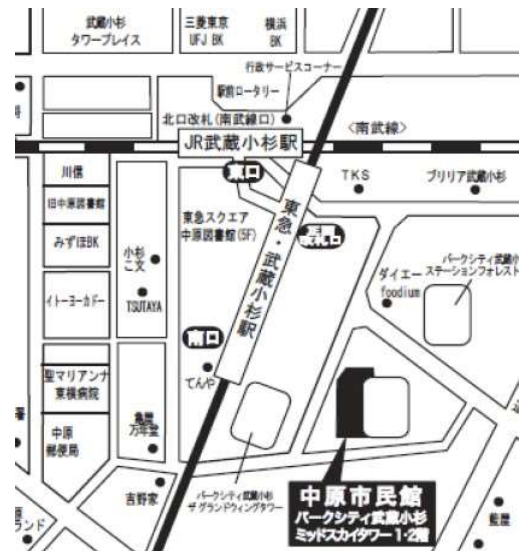 武蔵小杉
タワープレイス
三菱東京
UFJ BK
横浜
BK
行政サービスコーナー
駅前ロータリー
北口改札(南武線口)
JR武蔵小杉駅
<南武線>
東口
正面
改札口
東急・武蔵小杉駅
TKS
ブリリア武蔵小杉
川信
旧中原図書館
みずほBK
イトーヨーカドー
聖マリアンナ
東横病院
中原
郵便局
小杉
ご文
TSUTAYA
亀屋
万年堂
吉野家
東急スクエア
中原図書館(5F)
南口
てんや
パークシティ武蔵小
ステーションフォレスト
ダイエー
foodium
パークシティ武蔵小杉
ザ グランドウィングタワー
中原市民館
パークシティ武蔵小杉
ミッドスカイタワー1・2階
藍屋
ランド